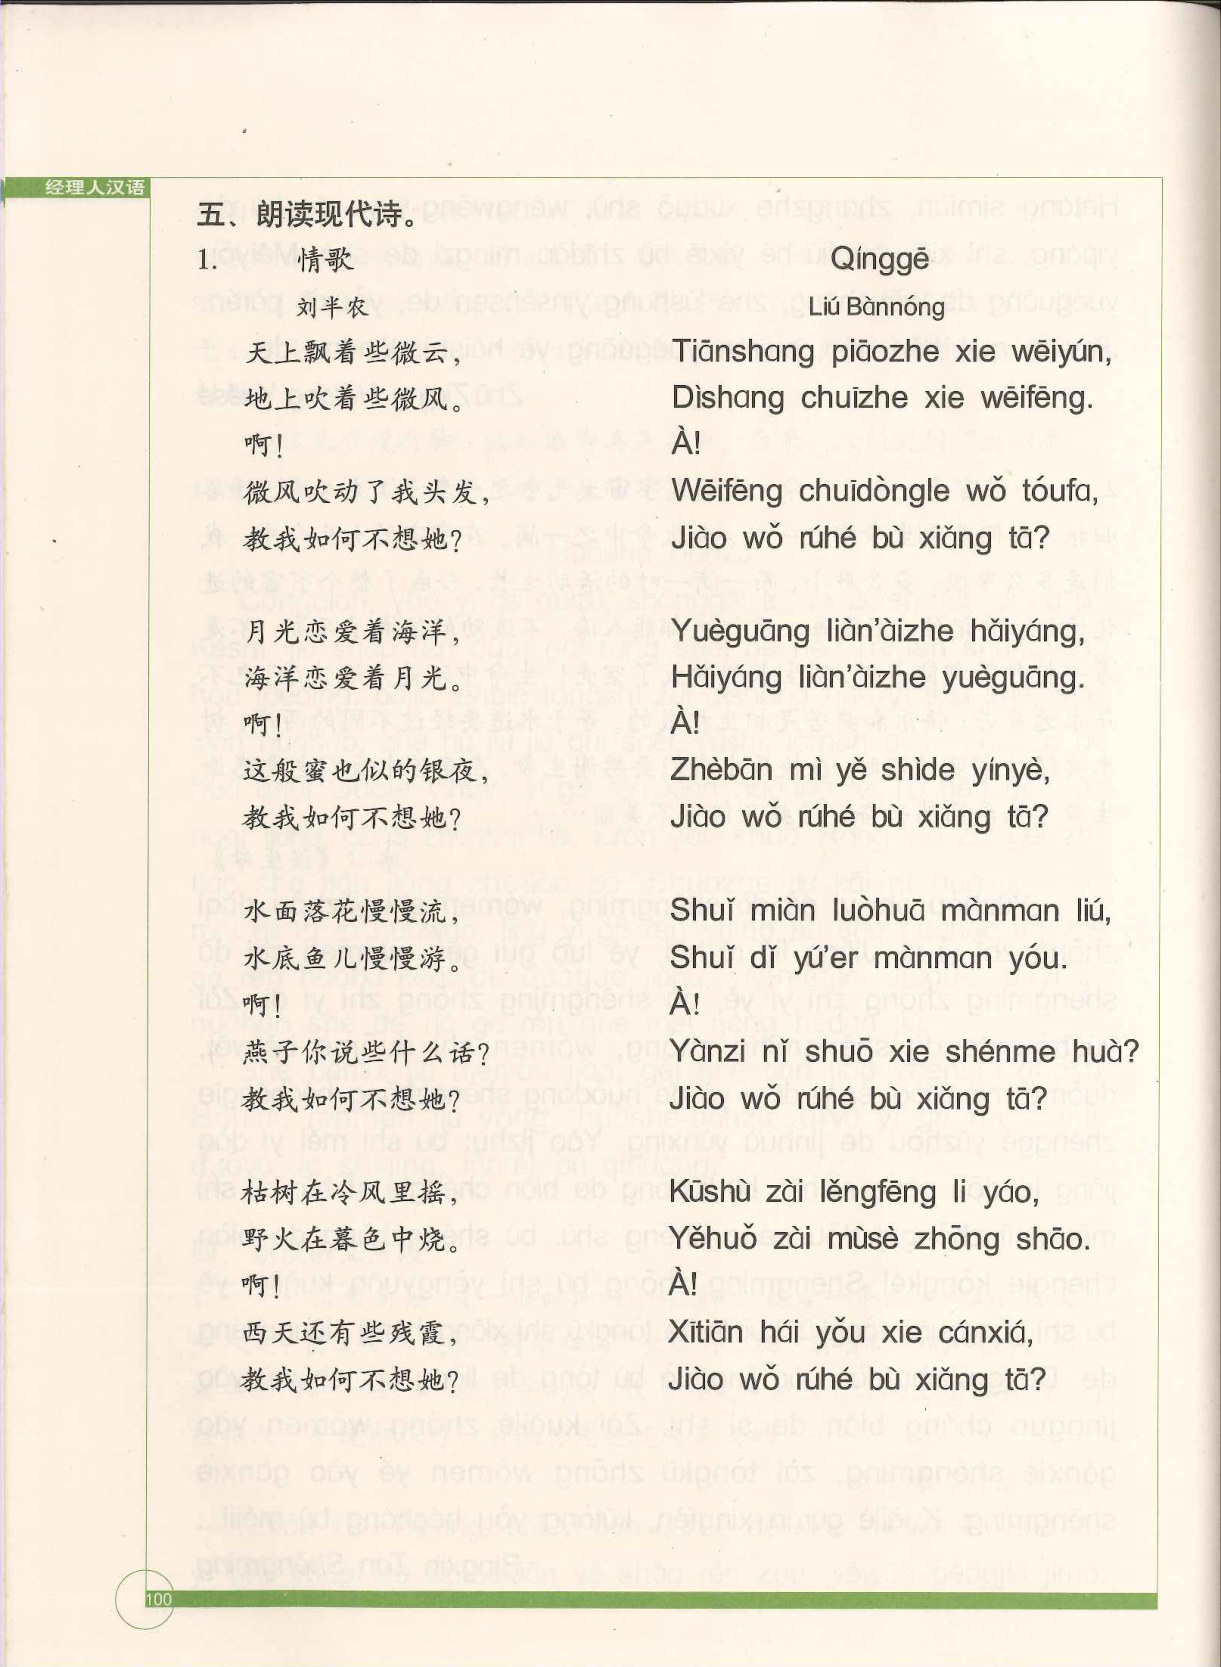 经理人汉语
五、朗读现代诗。
1. 情歌 Qínggē
刘半农 Liú Bànnóng
天上飘着些微云， Tiānshang piāozhe xie wēiyún,
地上吹着些微风。 Dìshang chuīzhe xie wēifēng.
啊！ À!
微风吹动了我头发， Wēifēng chuīdòngle wǒ tóufa,
教我如何不想她？ Jiào wǒ rúhé bù xiǎng tā?
月光恋爱着海洋， Yuèguāng liàn'àizhe hǎiyáng,
海洋恋爱着月光。 Hǎiyáng liàn'àizhe yuèguāng.
啊！ À!
这般蜜也似的银夜， Zhèbān mì yě shìde yínyè,
教我如何不想她？ Jiào wǒ rúhé bù xiǎng tā?
水面落花慢慢流， Shuǐ miàn luòhuā mànman liú,
水底鱼儿慢慢游。 Shuǐ dǐ yú'er mànman yóu.
啊！ À!
燕子你说些什么话？ Yànzi nǐ shuō xie shénme huà?
教我如何不想她？ Jiào wǒ rúhé bù xiǎng tā?
枯树在冷风里摇， Kūshù zài lěngfēng li yáo,
野火在暮色中烧。 Yěhuǒ zài mùsè zhōng shāo.
啊！ À!
西天还有些残霞， Xītiān hái yǒu xie cánxiá,
教我如何不想她？ Jiào wǒ rúhé bù xiǎng tā?
100